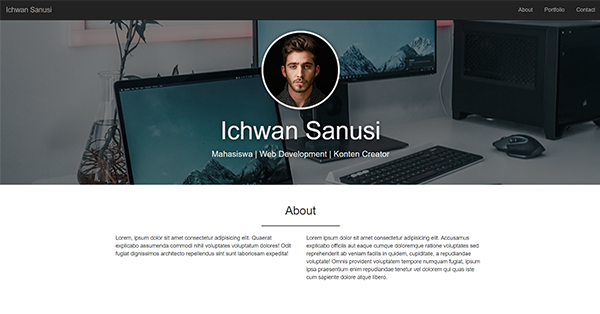 Ichwan Sanusi
About Portfolio Contact
Ichwan Sanusi
Mahasiswa | Web Development | Konten Creator
About
Lorem, ipsum dolor sit amet consectetur adipisicing elit. Quaerat
explicabo assumenda commodi nihil voluptates voluptatum dolores! Odit
fugiat dignissimos architecto repellendus sint sunt laboriosam expedita!
Lorem ipsum dolor sit amet consectetur adipisicing elit. Accusamus
explicabo officiis aut eaque cumque doloremque ratione voluptates sed
reprehenderit ab veniam facilis in quidem, cupiditate, a repudiandae
voluptate! Omnis provident voluptatem tempore numquam fugiat, ipsum
ipsa praesentium enim repudiandae tenetur vel dolorem qui quas iste
cum sapiente dolore atque libero.